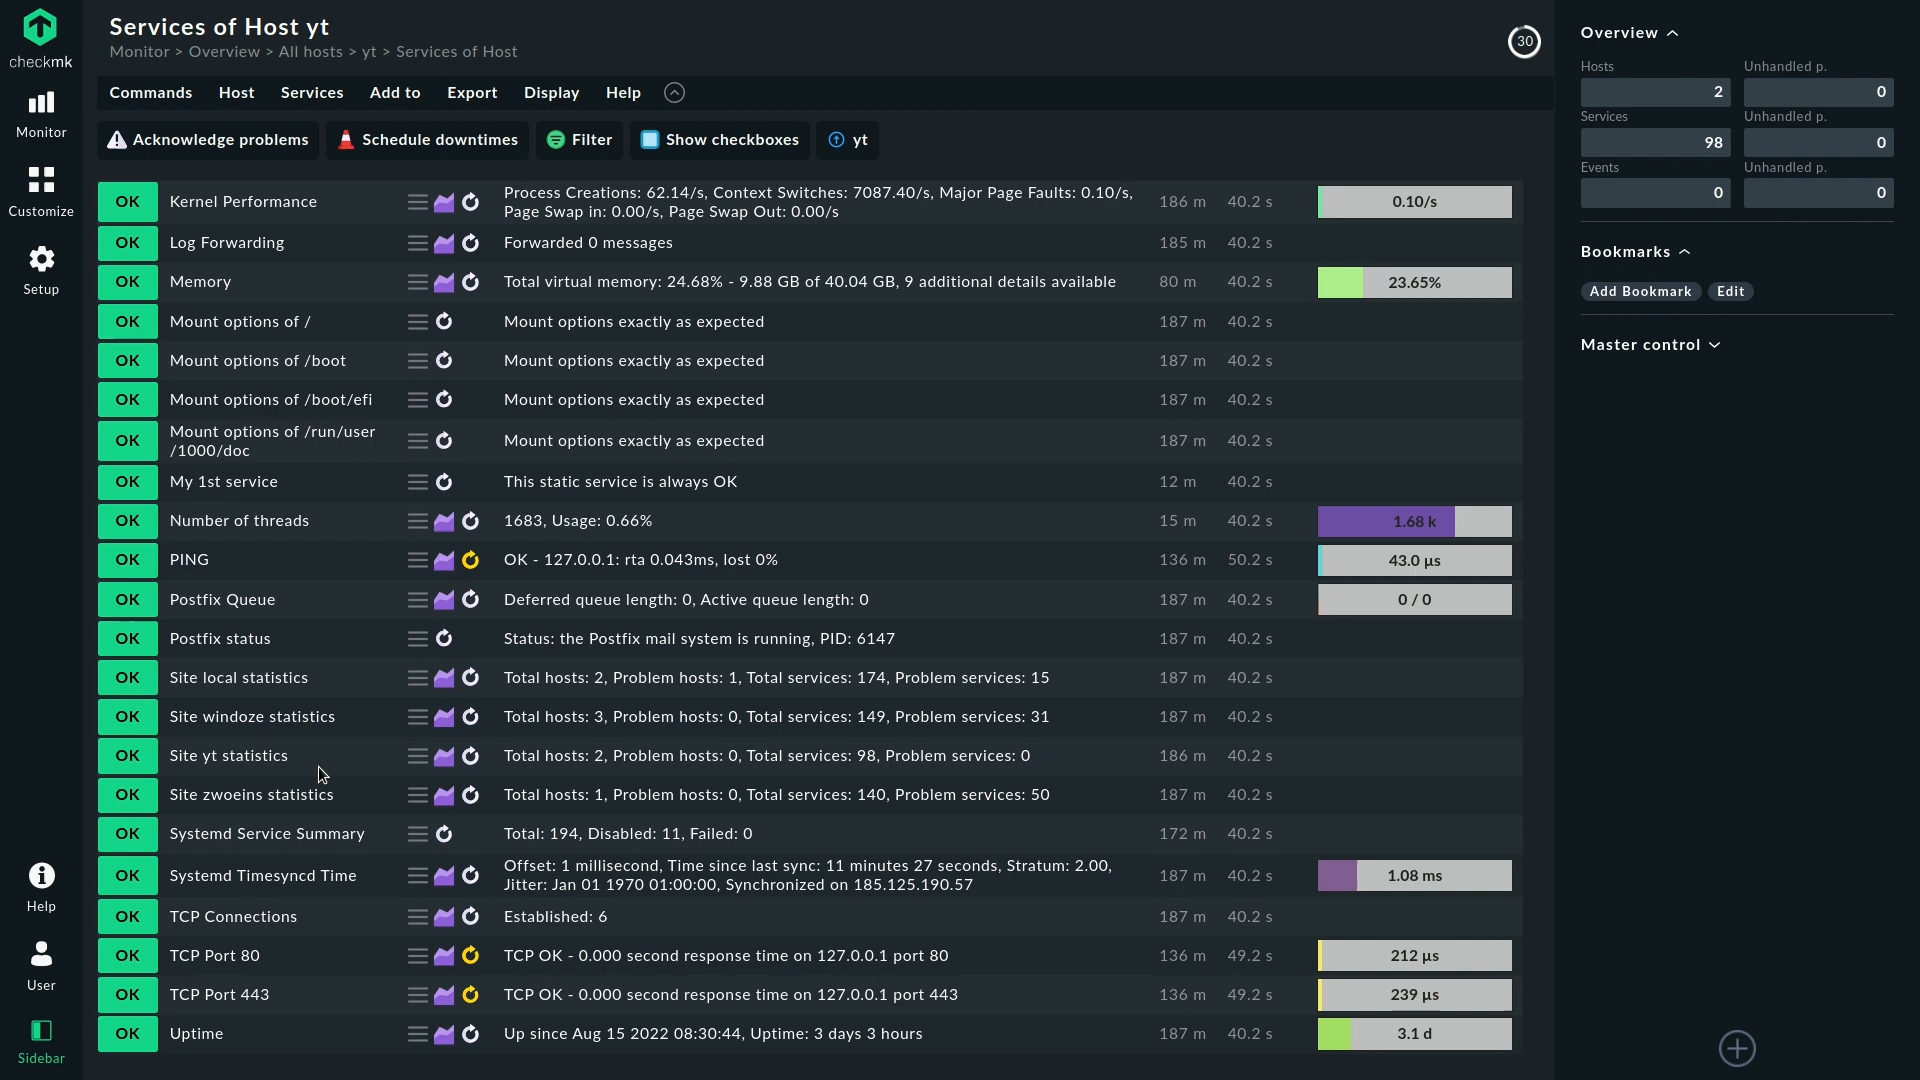 Services of Host yt
Monitor > Overview > All hosts > yt > Services of Host
30
checkmk
Monitor
Customize
Setup
Help
User
Sidebar
Commands Host Services Add to Export Display Help
Acknowledge problems Schedule downtimes Filter Show checkboxes yt
OK Kernel Performance Process Creations: 62.14/s, Context Switches: 7087.40/s, Major Page Faults: 0.10/s, 186 m 40.2 s 0.10/s
Page Swap in: 0.00/s, Page Swap Out: 0.00/s
OK Log Forwarding Forwarded 0 messages 185 m 40.2 s
OK Memory Total virtual memory: 24.68% - 9.88 GB of 40.04 GB, 9 additional details available 80 m 40.2 s 23.65%
OK Mount options of / Mount options exactly as expected 187 m 40.2 s
OK Mount options of /boot Mount options exactly as expected 187 m 40.2 s
OK Mount options of /boot/efi Mount options exactly as expected 187 m 40.2 s
OK Mount options of /run/user Mount options exactly as expected 187 m 40.2 s
/1000/doc
OK My 1st service This static service is always OK 12 m 40.2 s
OK Number of threads 1683, Usage: 0.66% 15 m 40.2 s 1.68 k
OK PING OK - 127.0.0.1: rta 0.043ms, lost 0% 136 m 50.2 s 43.0 µs
OK Postfix Queue Deferred queue length: 0, Active queue length: 0 187 m 40.2 s 0 / 0
OK Postfix status Status: the Postfix mail system is running, PID: 6147 187 m 40.2 s
OK Site local statistics Total hosts: 2, Problem hosts: 1, Total services: 174, Problem services: 15 187 m 40.2 s
OK Site windoze statistics Total hosts: 3, Problem hosts: 0, Total services: 149, Problem services: 31 187 m 40.2 s
OK Site yt statistics Total hosts: 2, Problem hosts: 0, Total services: 98, Problem services: 0 186 m 40.2 s
OK Site zwoeins statistics Total hosts: 1, Problem hosts: 0, Total services: 140, Problem services: 50 187 m 40.2 s
OK Systemd Service Summary Total: 194, Disabled: 11, Failed: 0 172 m 40.2 s
OK Systemd Timesyncd Time Offset: 1 millisecond, Time since last sync: 11 minutes 27 seconds, Stratum: 2.00, 187 m 40.2 s 1.08 ms
Jitter: Jan 01 1970 01:00:00, Synchronized on 185.125.190.57
OK TCP Connections Established: 6 187 m 40.2 s
OK TCP Port 80 TCP OK - 0.000 second response time on 127.0.0.1 port 80 136 m 49.2 s 212 µs
OK TCP Port 443 TCP OK - 0.000 second response time on 127.0.0.1 port 443 136 m 49.2 s 239 µs
OK Uptime Up since Aug 15 2022 08:30:44, Uptime: 3 days 3 hours 187 m 40.2 s 3.1 d
Overview
Hosts Unhandled p.
2 0
Services Unhandled p.
98 0
Events Unhandled p.
0 0
Bookmarks
Add Bookmark Edit
Master control